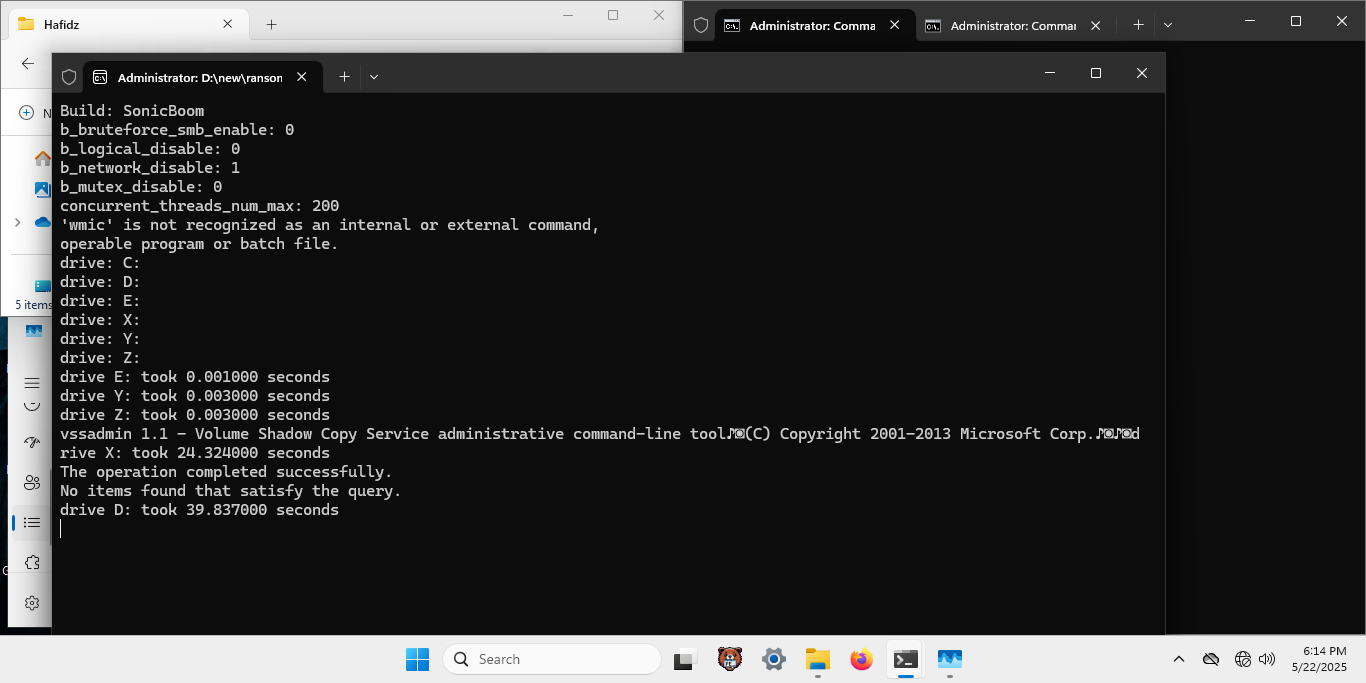 Hafidz
Administrator: Comma
Administrator: Commar
Administrator: D:\new\ranson
N
5 items
Build: SonicBoom
b_bruteforce_smb_enable: 0
b_logical_disable: 0
b_network_disable: 1
b_mutex_disable: 0
concurrent_threads_num_max: 200
'wmic' is not recognized as an internal or external command,
operable program or batch file.
drive: C:
drive: D:
drive: E:
drive: X:
drive: Y:
drive: Z:
drive E: took 0.001000 seconds
drive Y: took 0.003000 seconds
drive Z: took 0.003000 seconds
vssadmin 1.1 - Volume Shadow Copy Service administrative command-line tool♪◙(C) Copyright 2001-2013 Microsoft Corp.♪◙♪◙d
rive X: took 24.324000 seconds
The operation completed successfully.
No items found that satisfy the query.
drive D: took 39.837000 seconds
Search
6:14 PM
5/22/2025